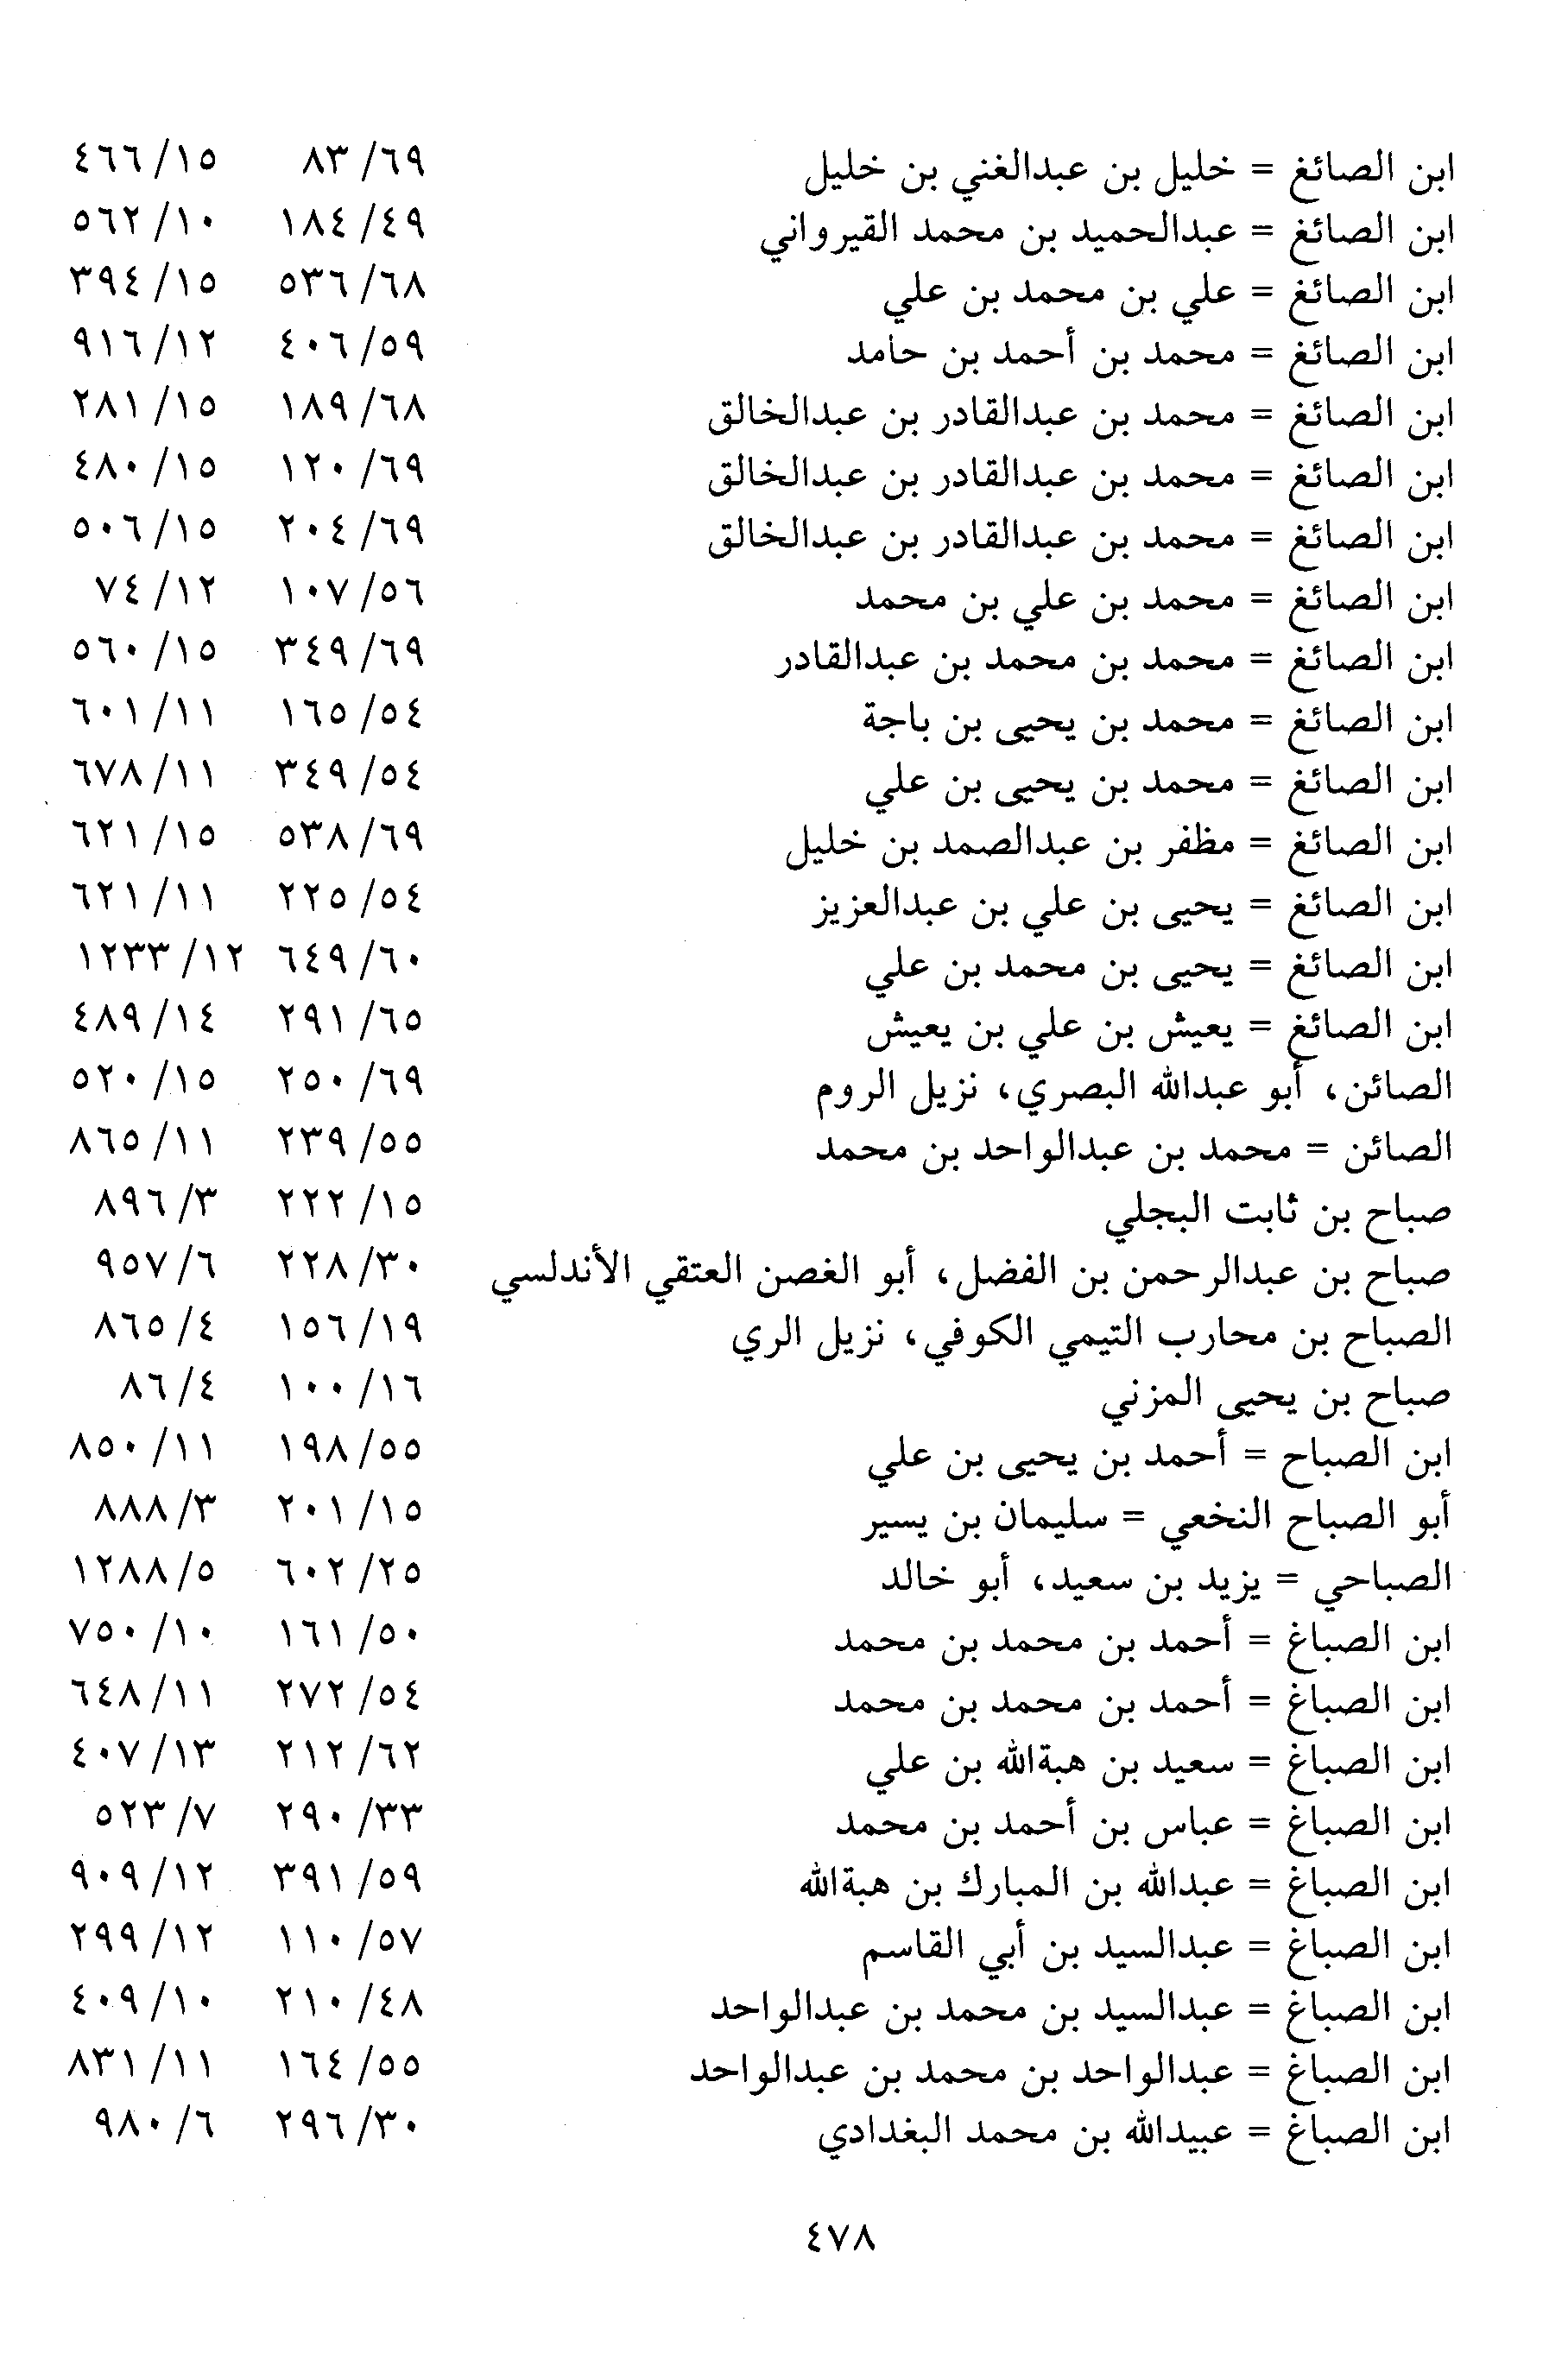 ابن الصائغ = خليل بن عبدالغني بن خليل ٦٩/ ٨٣ ١٥/ ٤٦٦
ابن الصائغ = عبدالحميد بن محمد القيرواني ٤٩/ ١٨٤ ١٠/ ٥٦٢
ابن الصائغ = علي بن محمد بن علي ٦٨/ ٥٣٦ ١٥/ ٣٩٤
ابن الصائغ = محمد بن أحمد بن حامد ٥٩/ ٤٠٦ ١٢/ ٩١٦
ابن الصائغ = محمد بن عبدالقادر بن عبدالخالق ٦٨/ ١٨٩ ١٥/ ٢٨١
ابن الصائغ = محمد بن عبدالقادر بن عبدالخالق ٦٩/ ١٢٠ ١٥/ ٤٨٠
ابن الصائغ = محمد بن عبدالقادر بن عبدالخالق ٦٩/ ٢٠٤ ١٥/ ٥٠٦
ابن الصائغ = محمد بن علي بن محمد ٥٦/ ١٠٧ ١٢/ ٧٤
ابن الصائغ = محمد بن محمد بن عبدالقادر ٦٩/ ٣٤٩ ١٥/ ٥٦٠
ابن الصائغ = محمد بن يحيى بن باجة ٥٤/ ١٦٥ ١١/ ٦٠١
ابن الصائغ = محمد بن يحيى بن علي ٥٤/ ٣٤٩ ١١/ ٦٧٨
ابن الصائغ = مظفر بن عبدالصمد بن خليل ٦٩/ ٥٣٨ ١٥/ ٦٢١
ابن الصائغ = يحيى بن علي بن عبدالعزيز ٥٤/ ٢٢٥ ١١/ ٦٢١
ابن الصائغ = يحيى بن محمد بن علي ٦٠/ ٦٤٩ ١٢/ ١٢٣٣
ابن الصائغ = يعيش بن علي بن يعيش ٦٥/ ٢٩١ ١٤/ ٤٨٩
الصائن، أبو عبدالله البصري، نزيل الروم ٦٩/ ٢٥٠ ١٥/ ٥٢٠
الصائن = محمد بن عبدالواحد بن محمد ٥٥/ ٢٣٩ ١١/ ٨٦٥
صباح بن ثابت البجلي ١٥/ ٢٢٢ ٣/ ٨٩٦
صباح بن عبدالرحمن بن الفضل، أبو الغصن العتقي الأندلسي ٣٠/ ٢٢٨ ٦/ ٩٥٧
الصباح بن محارب التيمي الكوفي، نزيل الري ١٩/ ١٥٦ ٤/ ٨٦٥
صباح بن يحيى المزني ١٦/ ١٠٠ ٤/ ٨٦
ابن الصباح = أحمد بن يحيى بن علي ٥٥/ ١٩٨ ١١/ ٨٥٠
أبو الصباح النخعي = سليمان بن يسير ١٥/ ٢٠١ ٣/ ٨٨٨
الصباحي = يزيد بن سعيد، أبو خالد ٢٥/ ٦٠٢ ٥/ ١٢٨٨
ابن الصباغ = أحمد بن محمد بن محمد ٥٠/ ١٦١ ١٠/ ٧٥٠
ابن الصباغ = أحمد بن محمد بن محمد ٥٤/ ٢٧٢ ١١/ ٦٤٨
ابن الصباغ = سعيد بن هبةالله بن علي ٦٢/ ٢١٢ ١٣/ ٤٠٧
ابن الصباغ = عباس بن أحمد بن محمد ٣٣/ ٢٩٠ ٧/ ٥٢٣
ابن الصباغ = عبدالله بن المبارك بن هبةالله ٥٩/ ٣٩١ ١٢/ ٩٠٩
ابن الصباغ = عبدالسيد بن أبي القاسم ٥٧/ ١١٠ ١٢/ ٢٩٩
ابن الصباغ = عبدالسيد بن محمد بن عبدالواحد ٤٨/ ٢١٠ ١٠/ ٤٠٩
ابن الصباغ = عبدالواحد بن محمد بن عبدالواحد ٥٥/ ١٦٤ ١١/ ٨٣١
ابن الصباغ = عبيدالله بن محمد البغدادي ٣٠/ ٢٩٦ ٦/ ٩٨٠
٤٧٨